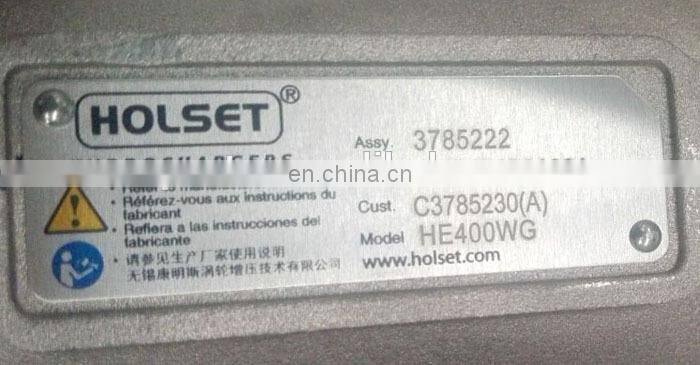 HOLSET®
Assy. 3785222
TURBOCHARGERS
en.china.cn
• Référez-vous aux instructions du
fabricant
• Refiera a las instrucciones del
fabricante
• 请参见生产厂家使用说明
无锡康明斯涡轮增压技术有限公司
Cust. C3785230(A)
Model HE400WG
www.holset.com